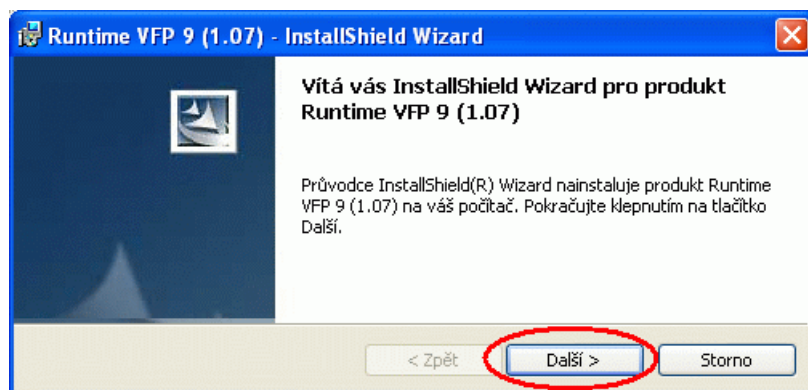 Runtime VFP 9 (1.07) - InstallShield Wizard
Vítá vás InstallShield Wizard pro produkt
Runtime VFP 9 (1.07)
Průvodce InstallShield(R) Wizard nainstaluje produkt Runtime
VFP 9 (1.07) na váš počítač. Pokračujte klepnutím na tlačítko
Další.
< Zpět
Další >
Storno